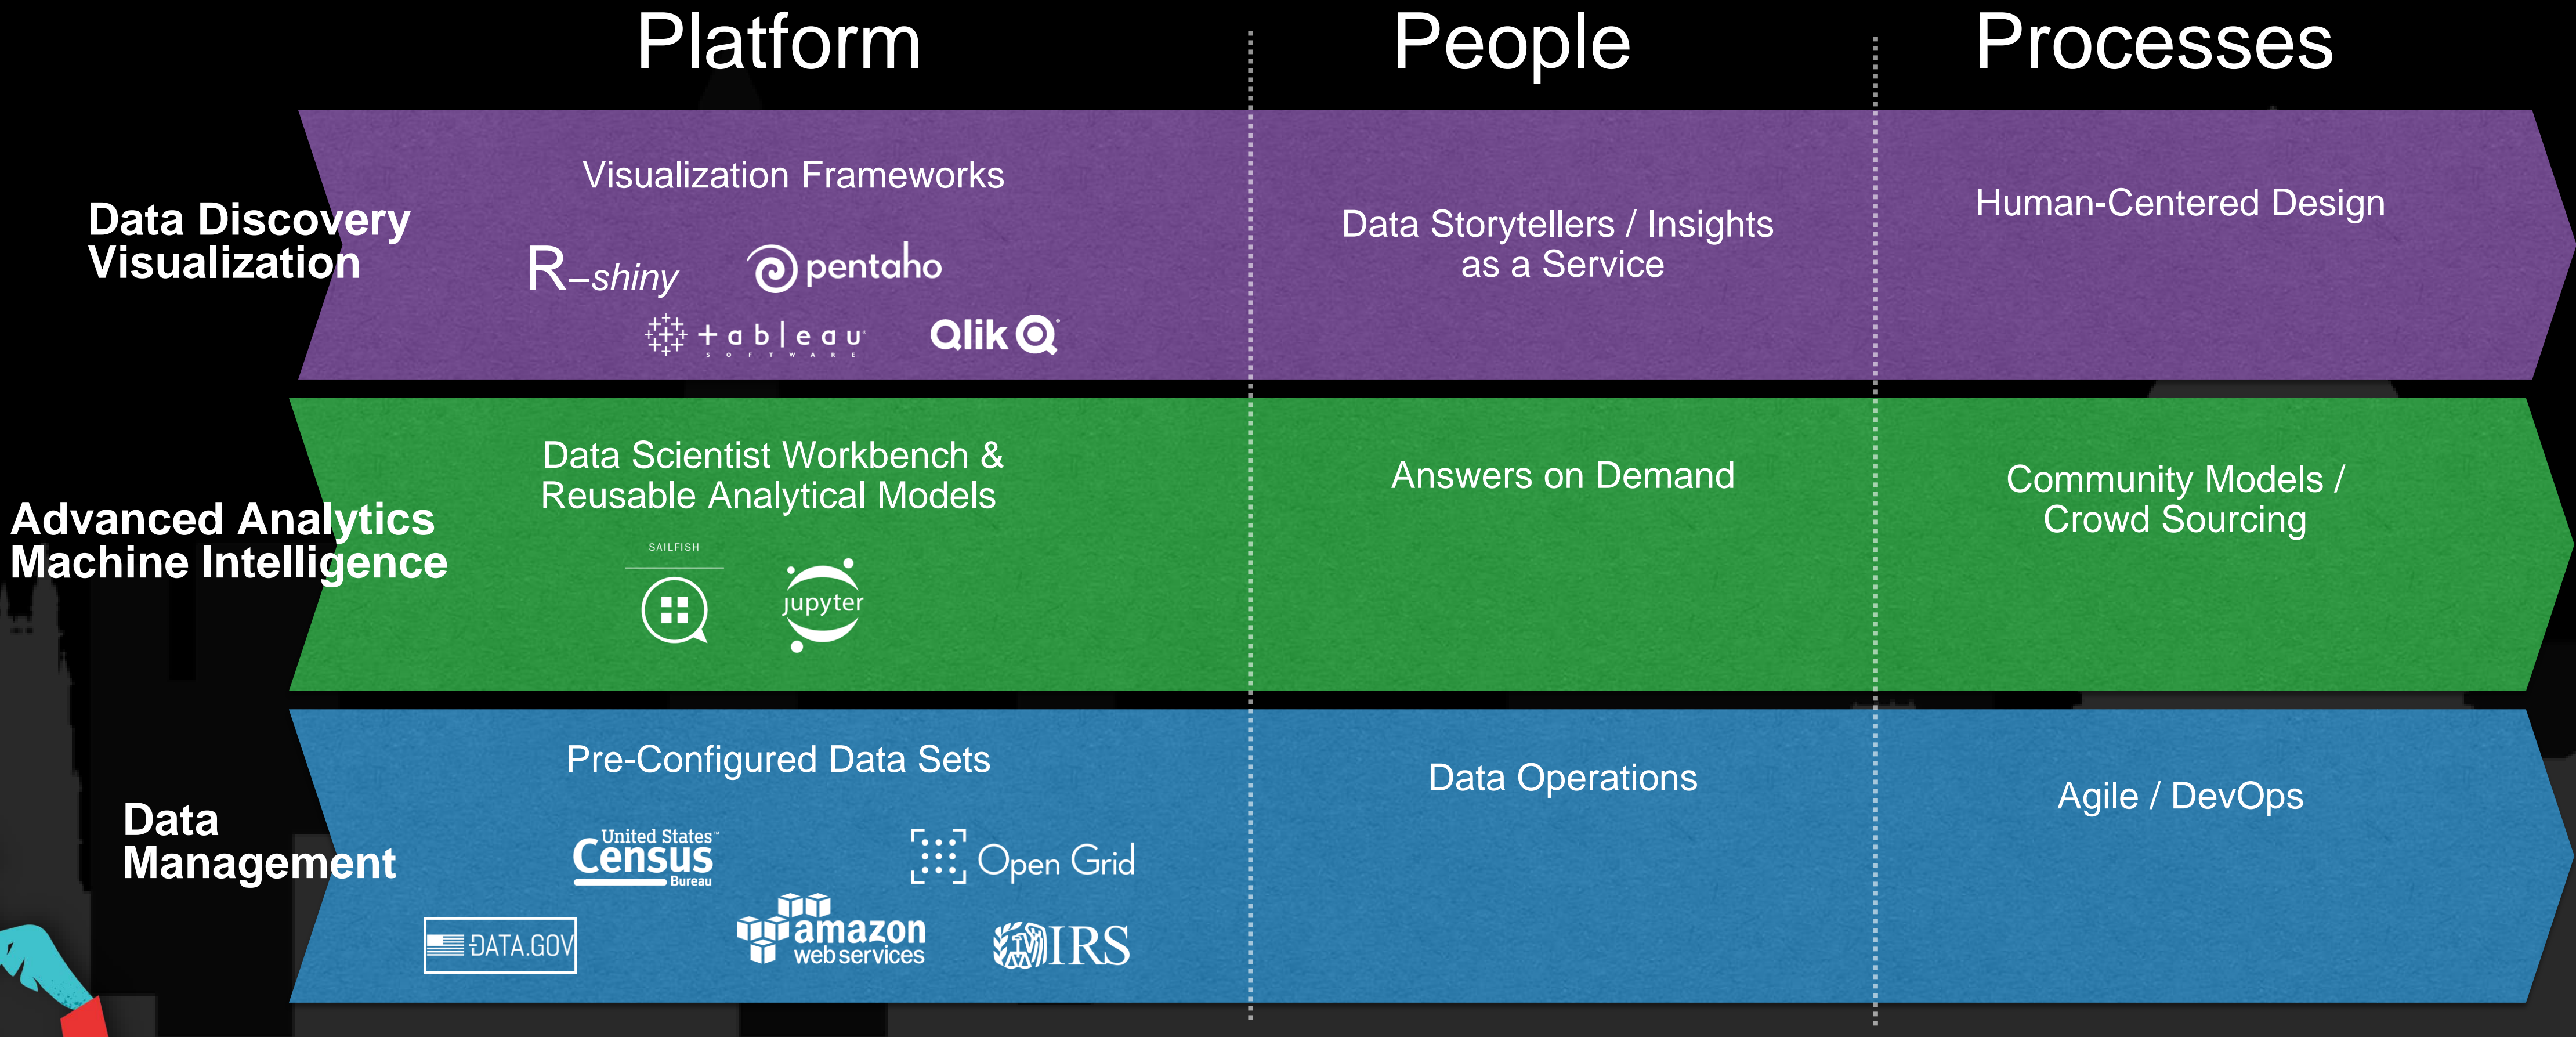 Platform
People
Processes
Data Discovery
Visualization
Visualization Frameworks
R–shiny
pentaho
+ableau
SOFTWARE
Qlik
Data Storytellers / Insights
as a Service
Human-Centered Design
Advanced Analytics
Machine Intelligence
Data Scientist Workbench &
Reusable Analytical Models
SAILFISH
jupyter
Answers on Demand
Community Models /
Crowd Sourcing
Data
Management
Pre-Configured Data Sets
United States™
Census
Bureau
Open Grid
DATA.GOV
amazon
web services
IRS
Data Operations
Agile / DevOps